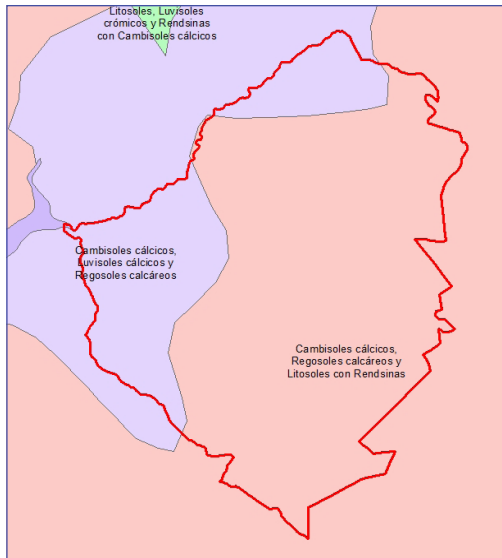 Litosoles, Luvisoles
crómicos y Rendsinas
con Cambisoles cálcicos
Cambisoles cálcicos,
Luvisoles cálcicos y
Regosoles calcáreos
Cambisoles cálcicos,
Regosoles calcáreos y
Litosoles con Rendsinas